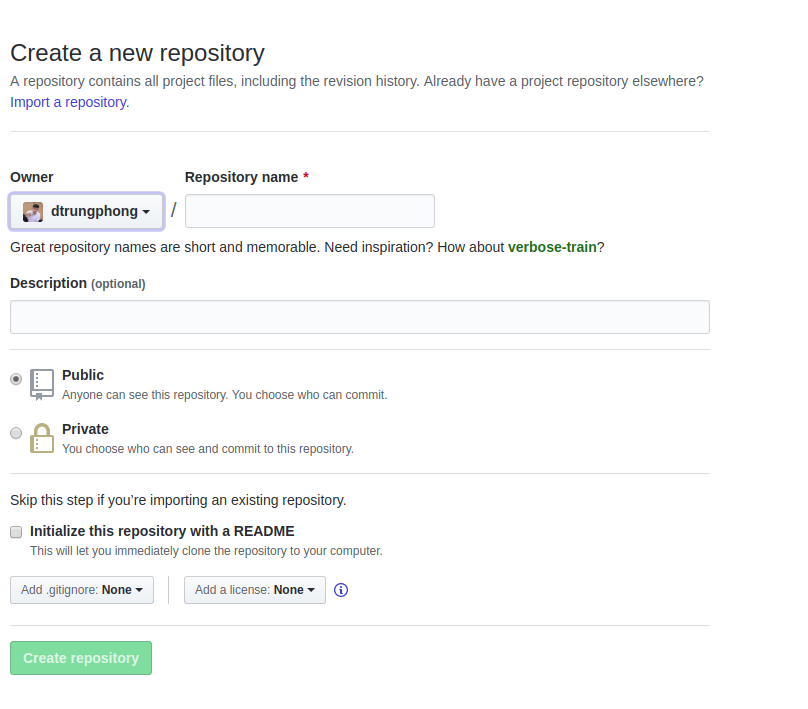 Create a new repository
A repository contains all project files, including the revision history. Already have a project repository elsewhere?
Import a repository.
Owner
Repository name *
dtrungphong /
Great repository names are short and memorable. Need inspiration? How about verbose-train?
Description (optional)
Public
Anyone can see this repository. You choose who can commit.
Private
You choose who can see and commit to this repository.
Skip this step if you’re importing an existing repository.
Initialize this repository with a README
This will let you immediately clone the repository to your computer.
Add .gitignore: None
Add a license: None
Create repository